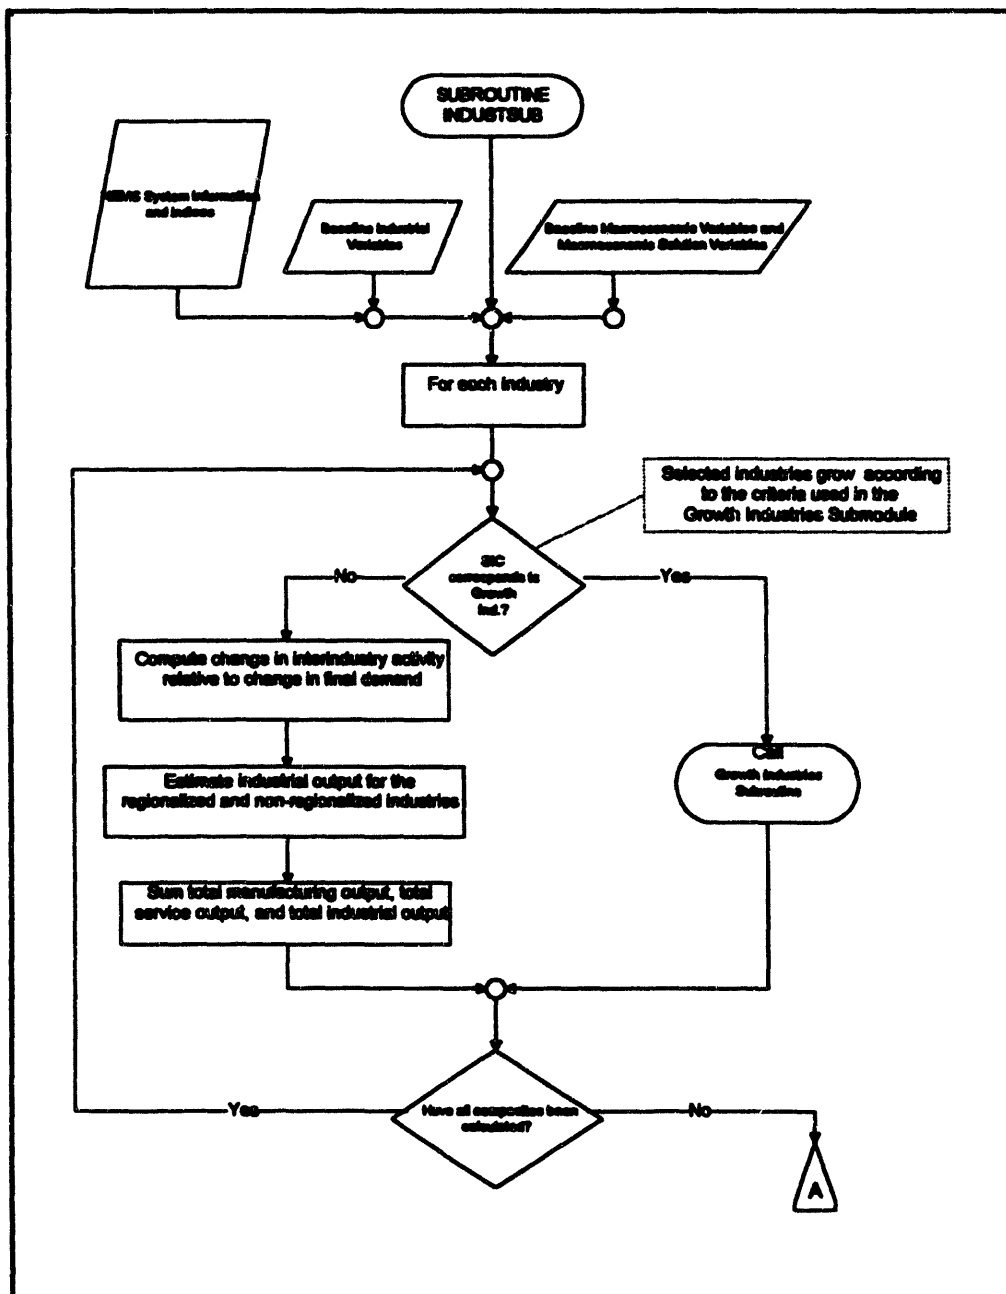 SUBROUTINE
INDUSTSUB
NEMS System Information
and Indices
Baseline Industrial
Variables
Baseline Macroeconomic Variables and
Macroeconomic Solution Variables
For each Industry
Selected industries grow according
to the criteria used in the
Growth Industries Submodule
SIC
corresponds to
Growth
Ind.?
No
Yes
Compute change in interindustry activity
relative to change in final demand
Call
Growth Industries
Subroutine
Estimate industrial output for the
regionalized and non-regionalized industries
Sum total manufacturing output, total
service output, and total industrial output
Have all composites been
calculated?
Yes
No
A